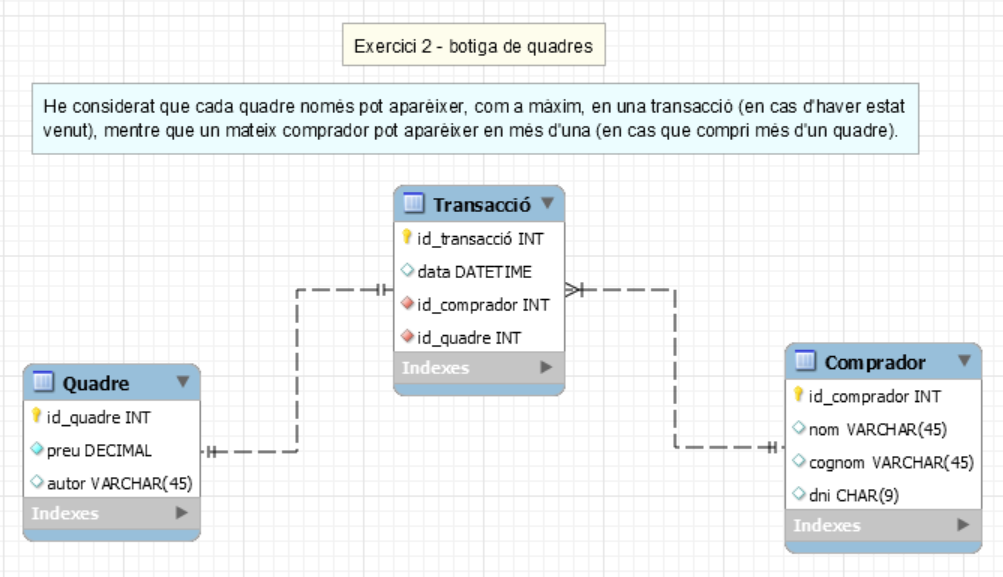 Exercici 2 - botiga de quadres
He considerat que cada quadre només pot aparèixer, com a màxim, en una transacció (en cas d'haver estat
venut), mentre que un mateix comprador pot aparèixer en més d'una (en cas que compri més d'un quadre).
Transacció
id_transacció INT
data DATETIME
id_comprador INT
id_quadre INT
Indexes
Quadre
id_quadre INT
preu DECIMAL
autor VARCHAR(45)
Indexes
Comprador
id_comprador INT
nom VARCHAR(45)
cognom VARCHAR(45)
dni CHAR(9)
Indexes